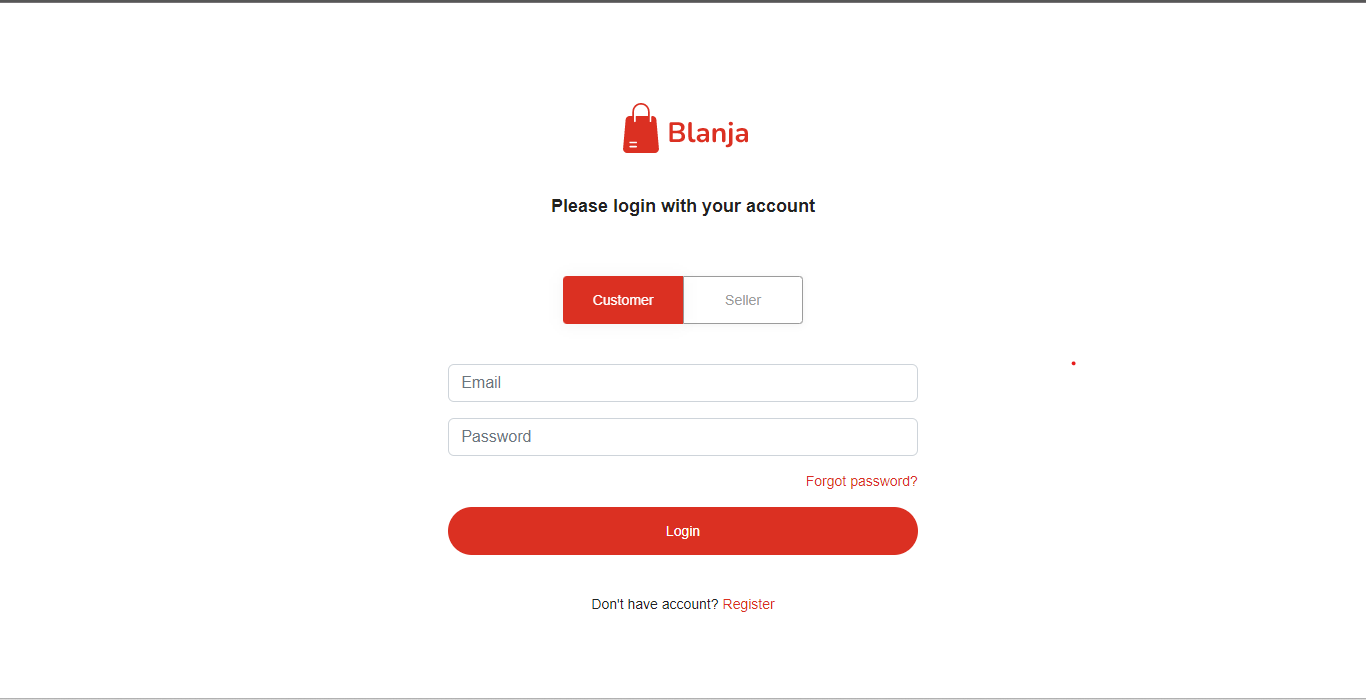 Blanja
Please login with your account
Customer Seller
Email
Password
Forgot password?
Login
Don't have account? Register